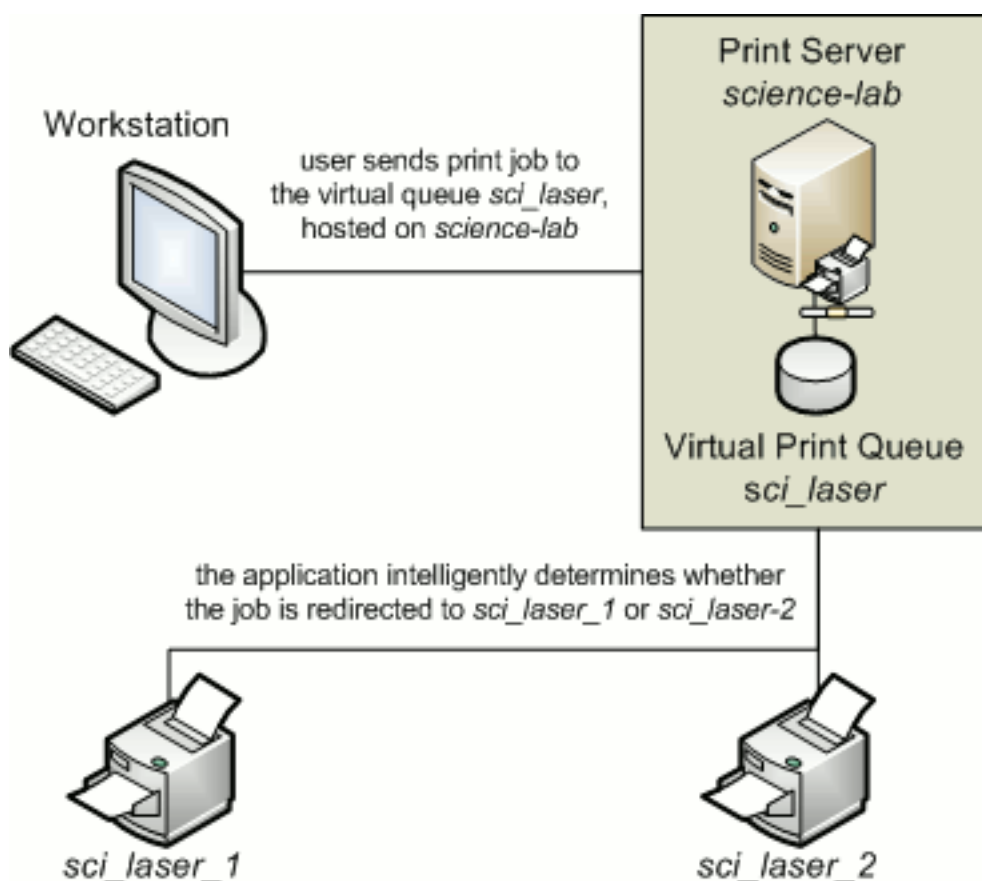 Print Server
science-lab
Workstation
user sends print job to
the virtual queue sci_laser,
hosted on science-lab
Virtual Print Queue
sci_laser
the application intelligently determines whether
the job is redirected to sci_laser_1 or sci_laser-2
sci_laser_1
sci_laser_2